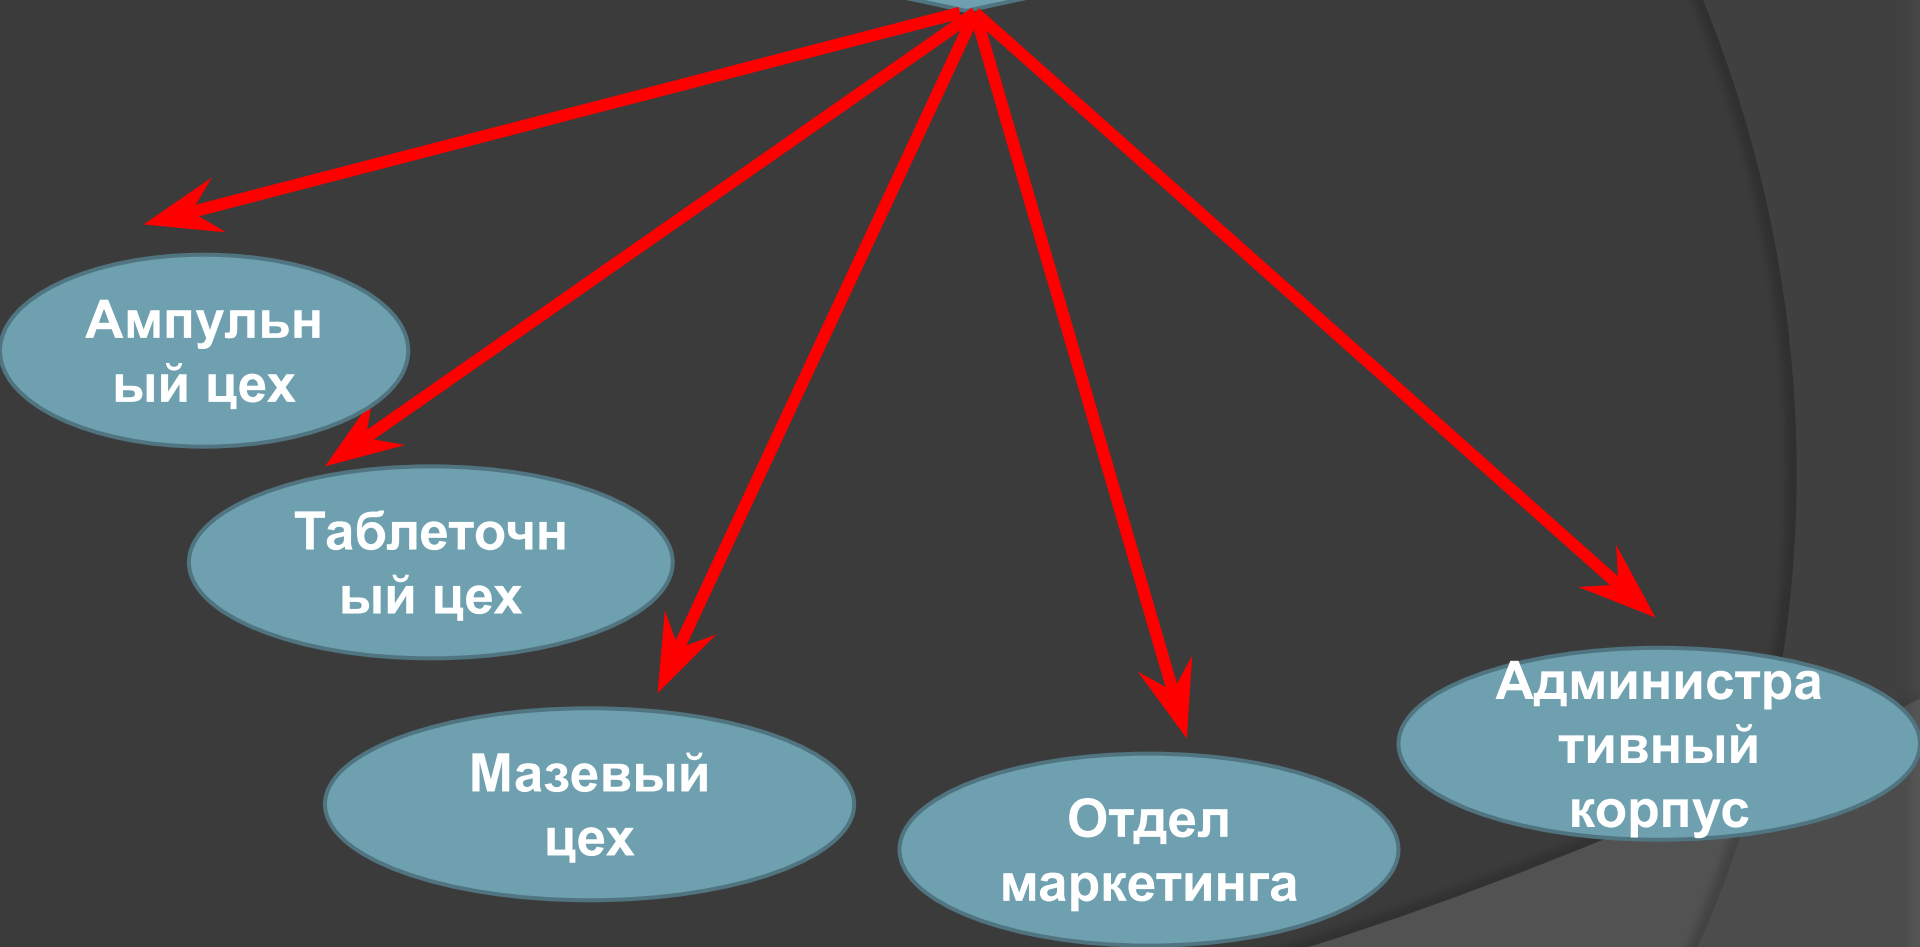 Ампульн
ый цех
Таблеточн
ый цех
Мазевый
цех
Отдел
маркетинга
Администра
тивный
корпус